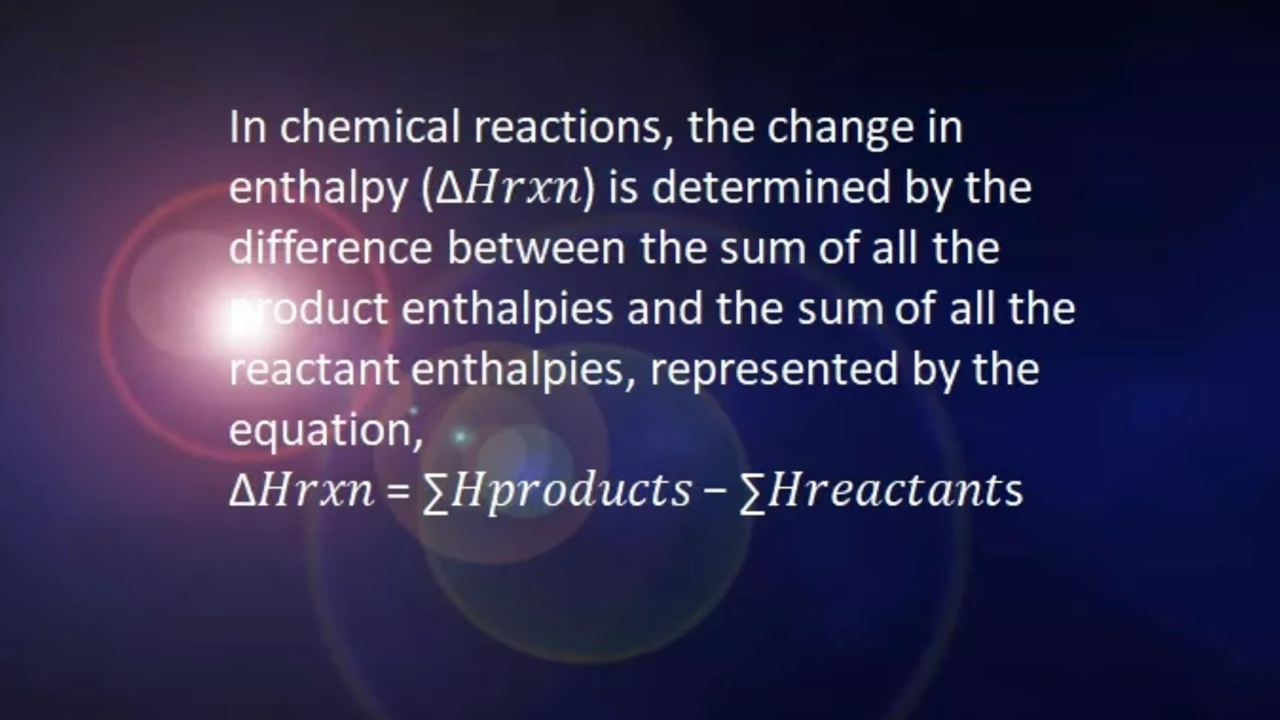 In chemical reactions, the change in
enthalpy (Δ𝐻𝑟𝑥𝑛) is determined by the
difference between the sum of all the
product enthalpies and the sum of all the
reactant enthalpies, represented by the
equation,
Δ𝐻𝑟𝑥𝑛 = ∑𝐻𝑝𝑟𝑜𝑑𝑢𝑐𝑡𝑠 – ∑𝐻𝑟𝑒𝑎𝑐𝑡𝑎𝑛𝑡s